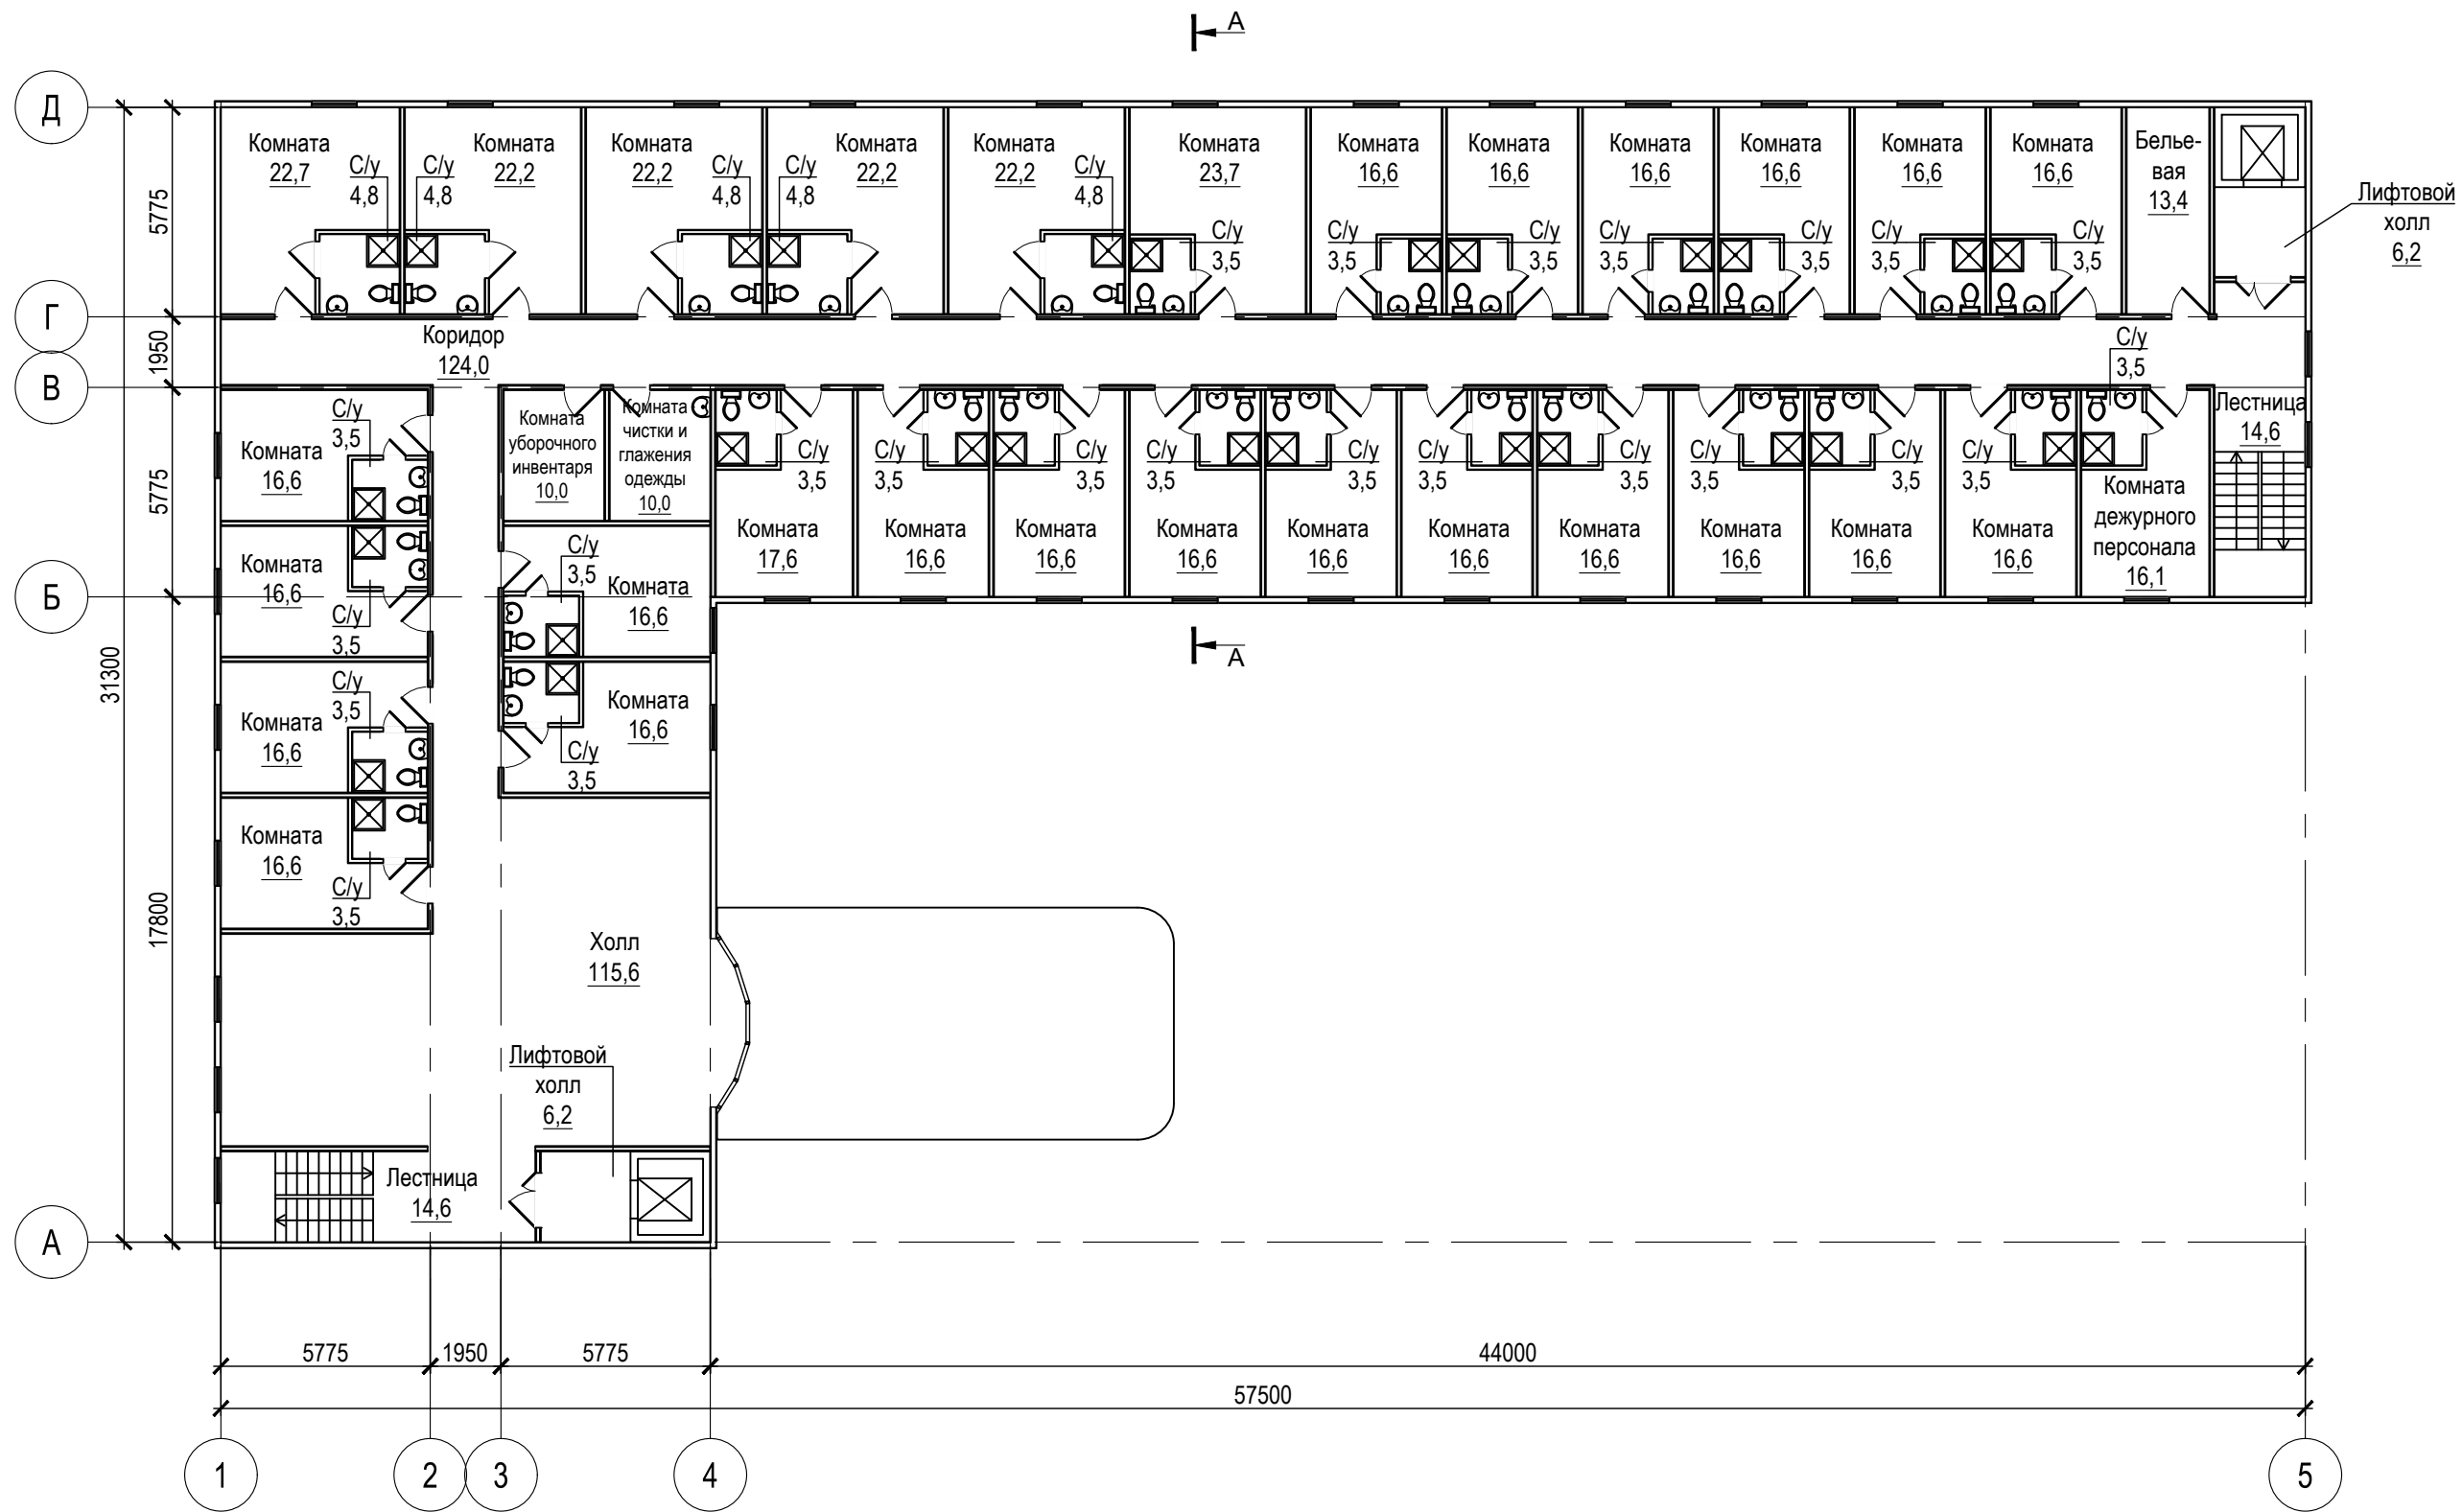 А
Д
Г
В
Б
А
31300
5775
1950
5775
17800
Комната
22,7
С/у
4,8
С/у
4,8
Комната
22,2
Комната
22,2
С/у
4,8
С/у
4,8
Комната
22,2
Комната
22,2
С/у
4,8
Комната
23,7
С/у
3,5
Комната
16,6
С/у
3,5
Комната
16,6
С/у
3,5
Комната
16,6
С/у
3,5
Комната
16,6
С/у
3,5
Комната
16,6
С/у
3,5
Комната
16,6
С/у
3,5
Белье-
вая
13,4
Лифтовой
холл
6,2
Коридор
124,0
С/у
3,5
Комната
16,6
С/у
3,5
Комната
16,6
С/у
3,5
Комната
16,6
С/у
3,5
Комната
16,6
С/у
3,5
Комната
уборочного
инвентаря
10,0
Комната
чистки и
глажения
одежды
10,0
С/у
3,5
Комната
16,6
Комната
16,6
С/у
3,5
С/у
3,5
Комната
17,6
С/у
3,5
Комната
16,6
С/у
3,5
Комната
16,6
С/у
3,5
Комната
16,6
С/у
3,5
Комната
16,6
С/у
3,5
Комната
16,6
С/у
3,5
Комната
16,6
С/у
3,5
Комната
16,6
С/у
3,5
Комната
16,6
С/у
3,5
Комната
16,6
Комната
дежурного
персонала
16,1
Лестница
14,6
А
Холл
115,6
Лифтовой
холл
6,2
Лестница
14,6
5775
1950
5775
44000
57500
1
2
3
4
5